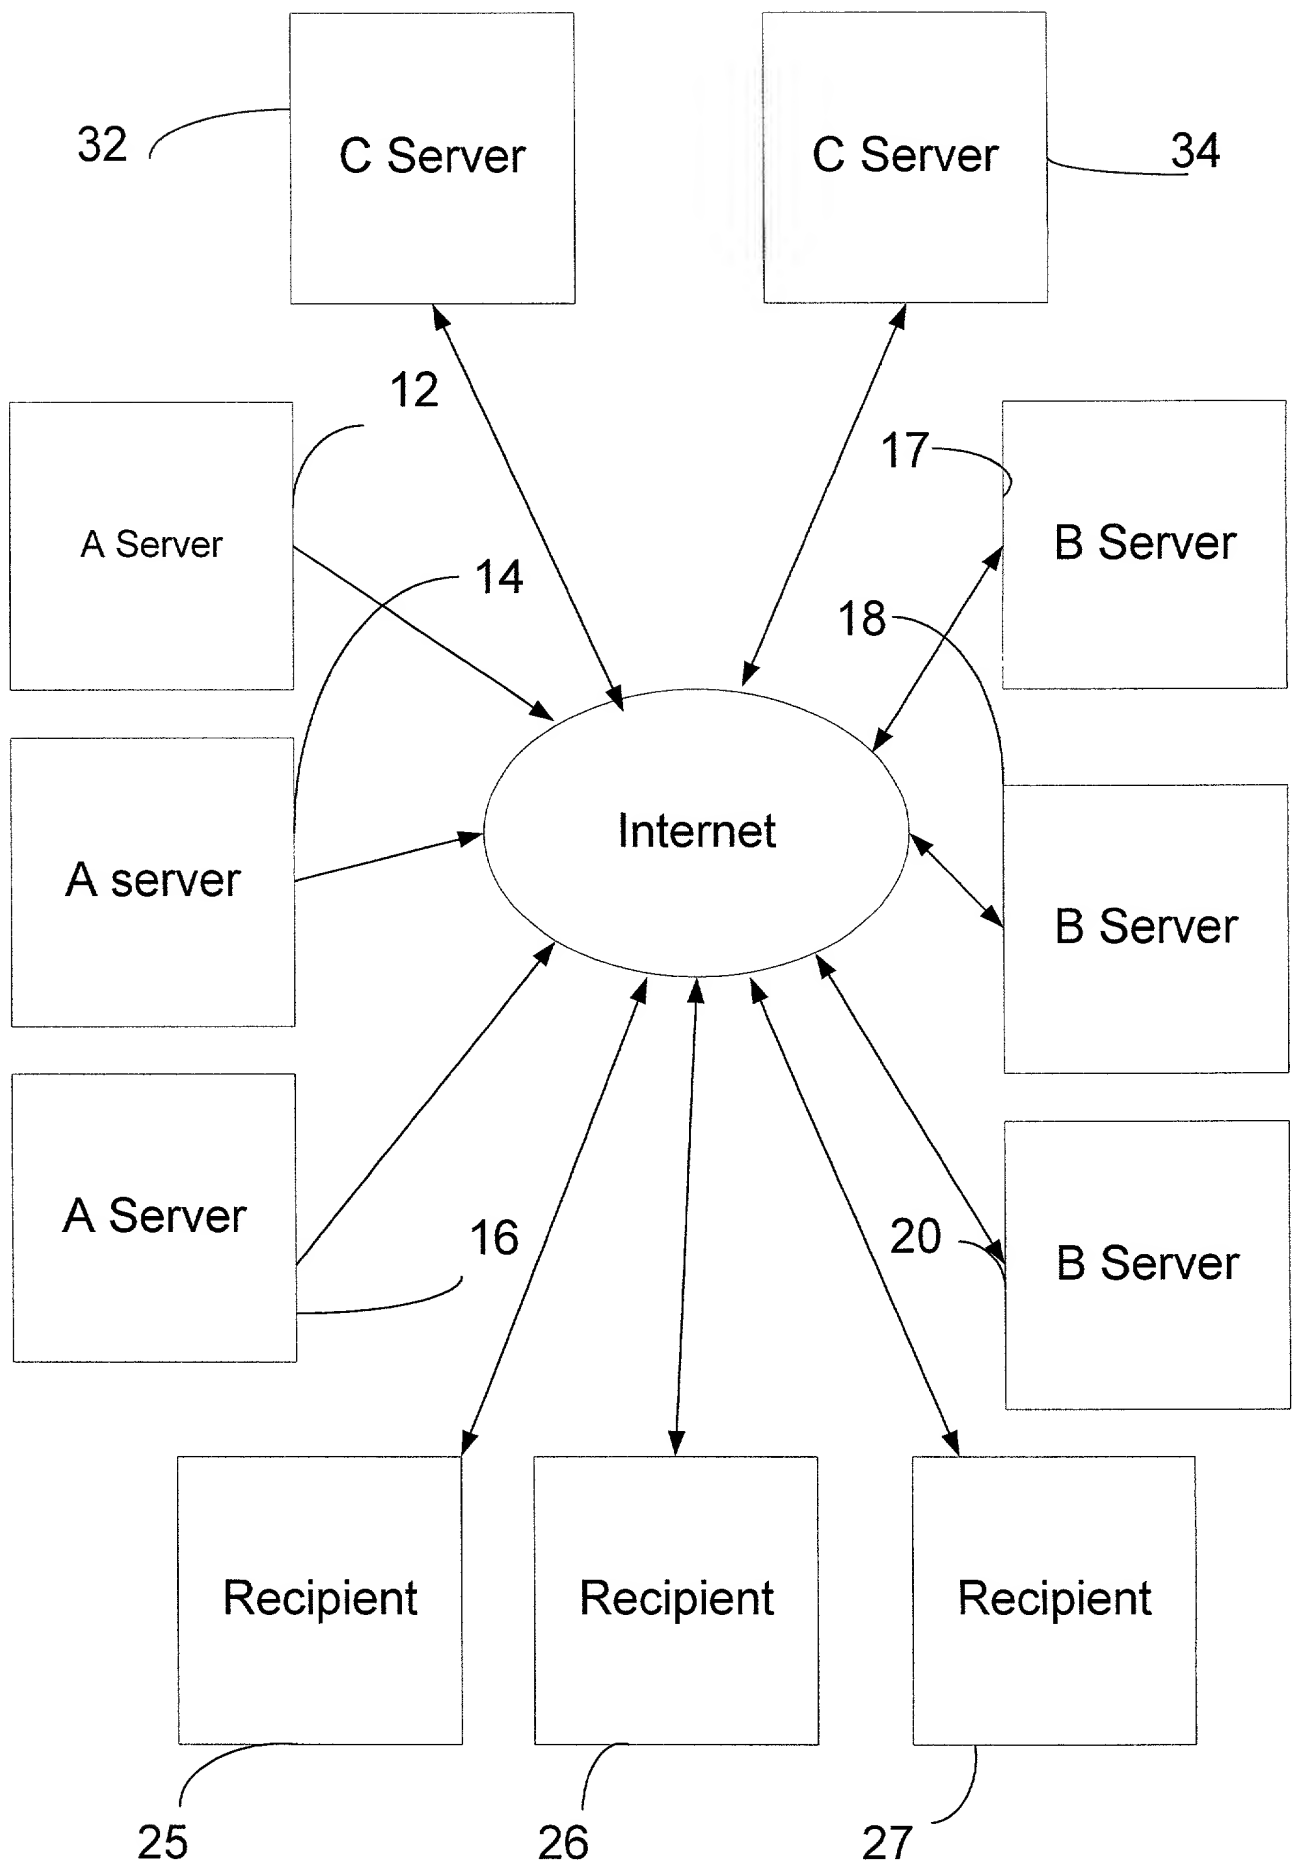 32
C Server
C Server
34
12
17
A Server
B Server
14
18
Internet
A server
B Server
A Server
16
20
B Server
Recipient
Recipient
Recipient
25
26
27